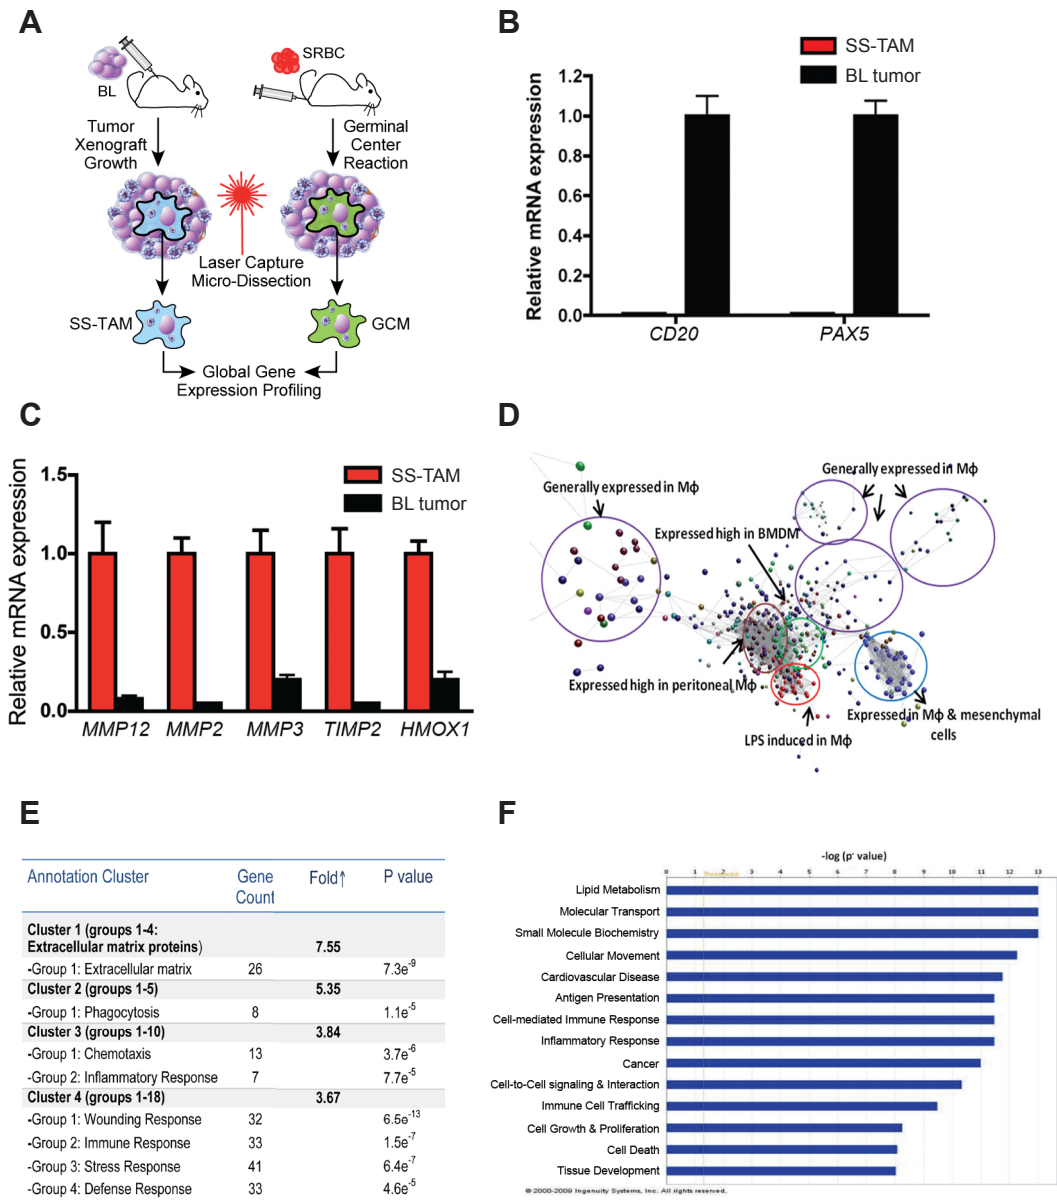 A
BL
SRBC
Tumor
Xenograft
Growth
Germinal
Center
Reaction
Laser Capture
Micro-Dissection
SS-TAM
GCM
Global Gene
Expression Profiling
B
SS-TAM
BL tumor
Relative mRNA expression
1.2
1.0
0.8
0.6
0.4
0.2
0.0
CD20
PAX5
C
SS-TAM
BL tumor
Relative mRNA expression
1.5
1.0
0.5
0.0
MMP12
MMP2
MMP3
TIMP2
HMOX1
D
Generally expressed in Mϕ
Generally expressed in Mϕ
Expressed high in BMDM
Expressed high in peritoneal Mϕ
LPS induced in Mϕ
Expressed in Mϕ & mesenchymal
cells
E
Annotation Cluster Gene Count Fold↑ P value
Cluster 1 (groups 1-4:
Extracellular matrix proteins) 7.55
-Group 1: Extracellular matrix 26 7.3e-9
Cluster 2 (groups 1-5) 5.35
-Group 1: Phagocytosis 8 1.1e-5
Cluster 3 (groups 1-10) 3.84
-Group 1: Chemotaxis 13 3.7e-6
-Group 2: Inflammatory Response 7 7.7e-5
Cluster 4 (groups 1-18) 3.67
-Group 1: Wounding Response 32 6.5e-13
-Group 2: Immune Response 33 1.5e-7
-Group 3: Stress Response 41 6.4e-7
-Group 4: Defense Response 33 4.6e-5
F
-log (p- value)
0 1 2 3 4 5 6 7 8 9 10 11 12 13
Threshold
Lipid Metabolism
Molecular Transport
Small Molecule Biochemistry
Cellular Movement
Cardiovascular Disease
Antigen Presentation
Cell-mediated Immune Response
Inflammatory Response
Cancer
Cell-to-Cell signaling & Interaction
Immune Cell Trafficking
Cell Growth & Proliferation
Cell Death
Tissue Development
© 2000-2009 Ingenuity Systems, Inc. All rights reserved.